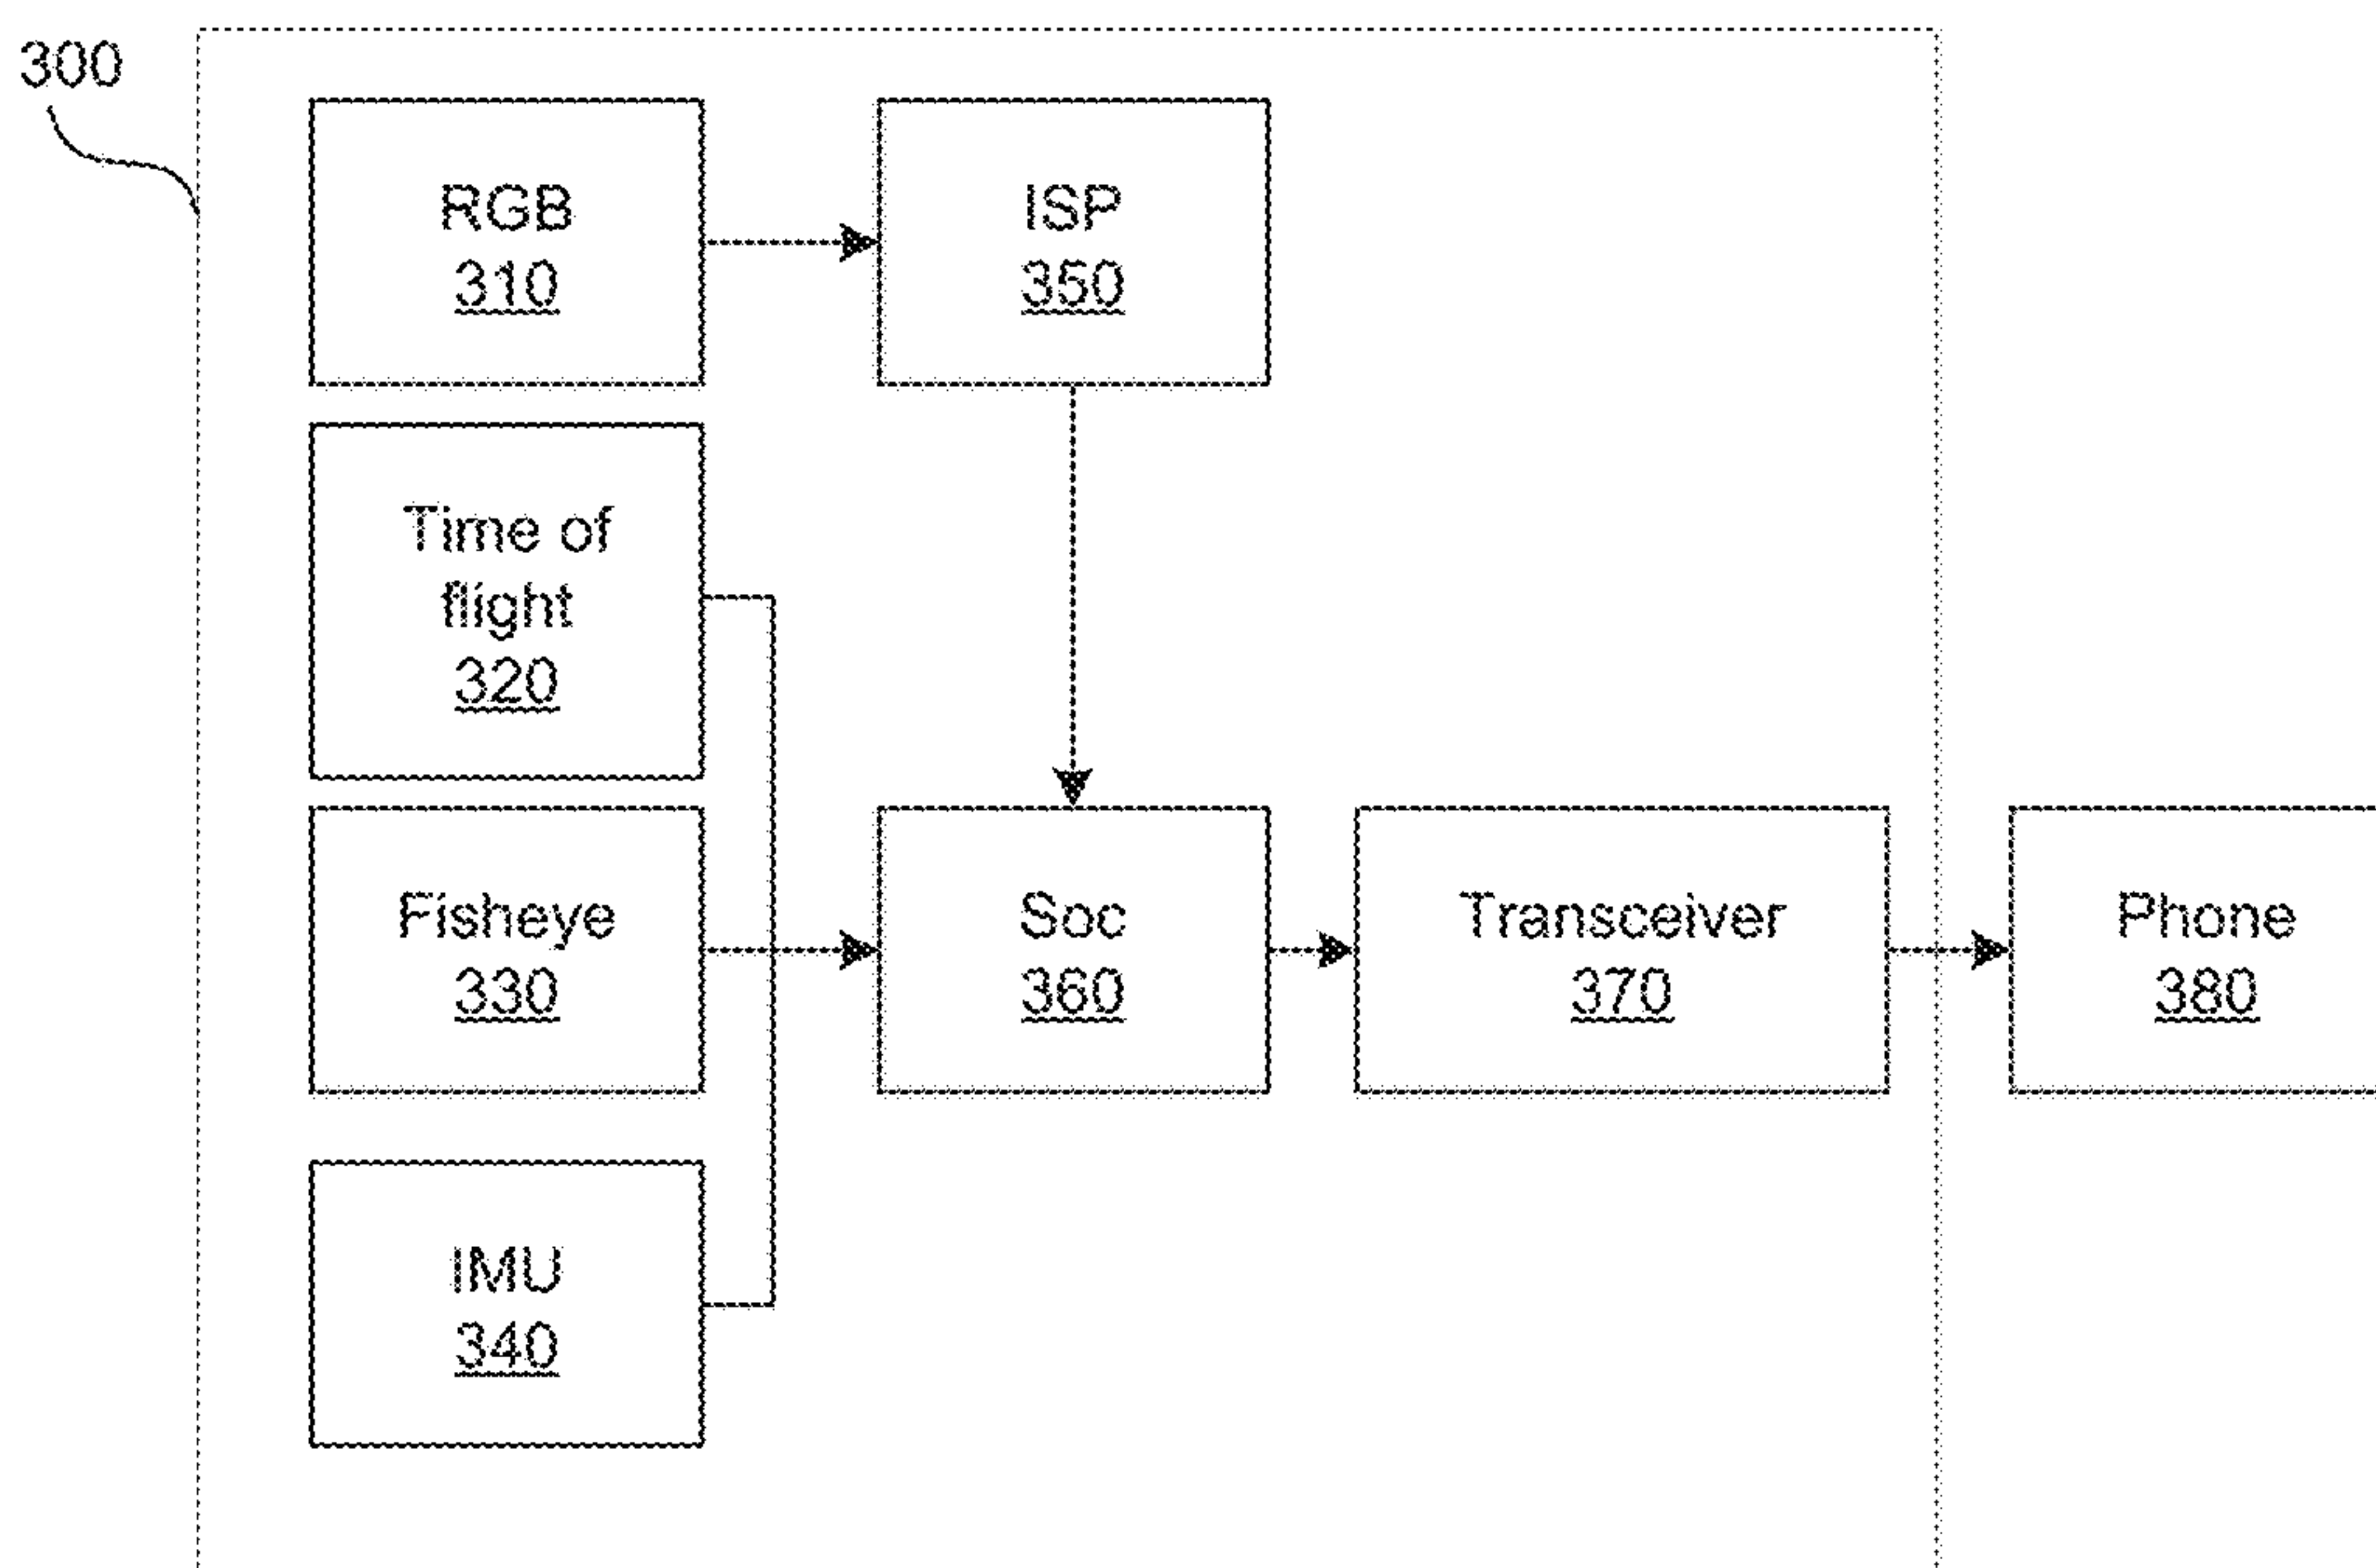 300
RGB
310
ISP
350
Time of
flight
320
Fisheye
330
Soc
360
Transceiver
370
Phone
380
IMU
340